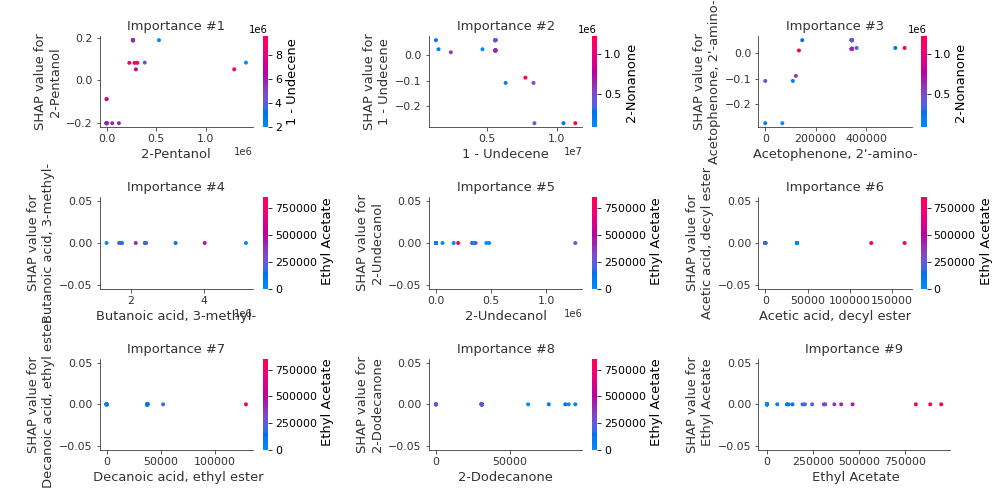 Importance #1
SHAP value for
2-Pentanol
0.2
0.0
−0.2
0.0
0.5
1.0
1e6
2-Pentanol
1e6
8
6
4
2
1 - Undecene
Importance #2
SHAP value for
1 - Undecene
0.0
−0.1
−0.2
0.5
1.0
1e7
1 - Undecene
1e6
1.0
0.5
2-Nonanone
Importance #3
SHAP value for
Acetophenone, 2'-amino-
0.0
−0.1
−0.2
0
200000
400000
Acetophenone, 2'-amino-
1e6
1.0
0.5
2-Nonanone
Importance #4
SHAP value for
Butanoic acid, 3-methyl-
0.05
0.00
−0.05
2
4
1e6
Butanoic acid, 3-methyl-
750000
500000
250000
0
Ethyl Acetate
Importance #5
SHAP value for
2-Undecanol
0.05
0.00
−0.05
0.0
0.5
1.0
1e6
2-Undecanol
750000
500000
250000
0
Ethyl Acetate
Importance #6
SHAP value for
Acetic acid, decyl ester
0.05
0.00
−0.05
0
50000
100000
150000
Acetic acid, decyl ester
750000
500000
250000
0
Ethyl Acetate
Importance #7
SHAP value for
Decanoic acid, ethyl ester
0.05
0.00
−0.05
0
50000
100000
Decanoic acid, ethyl ester
750000
500000
250000
0
Ethyl Acetate
Importance #8
SHAP value for
2-Dodecanone
0.05
0.00
−0.05
0
50000
2-Dodecanone
750000
500000
250000
0
Ethyl Acetate
Importance #9
SHAP value for
Ethyl Acetate
0.05
0.00
−0.05
0
250000
500000
750000
Ethyl Acetate